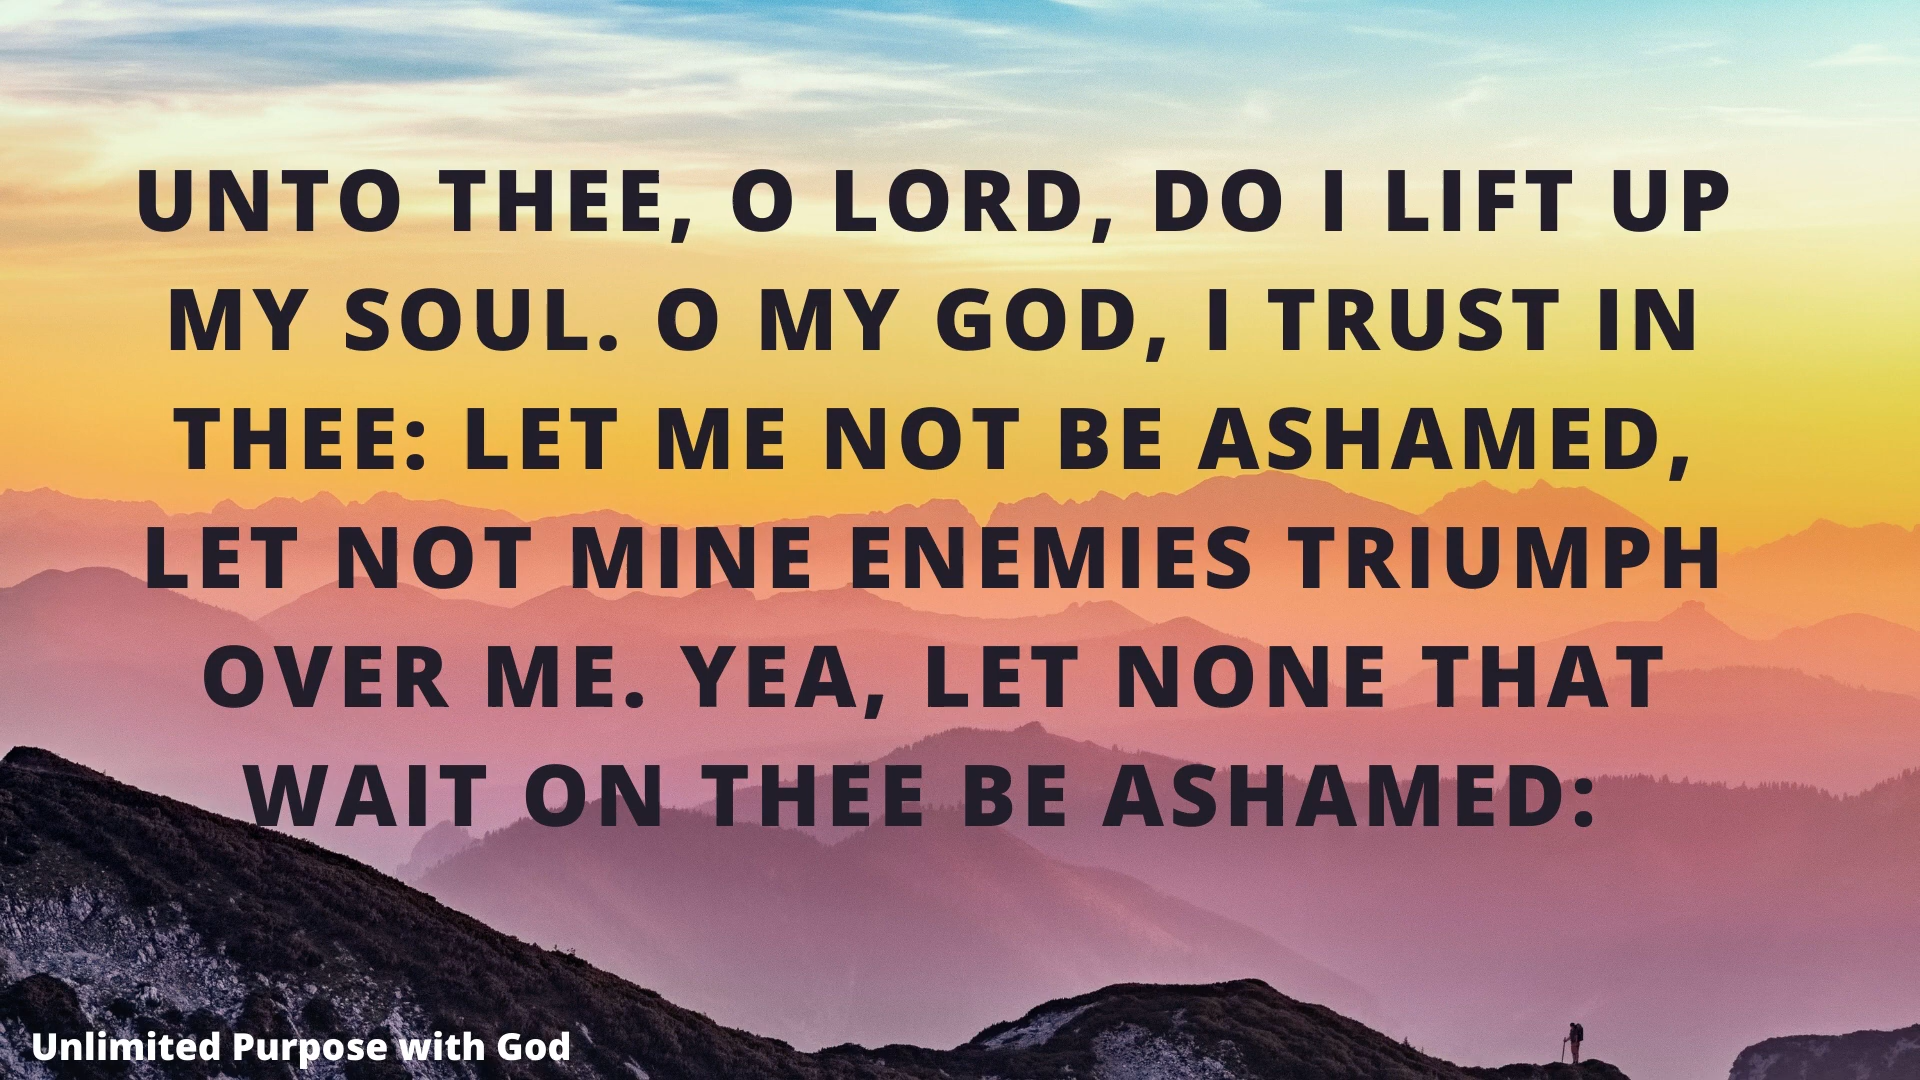 UNTO THEE, O LORD, DO I LIFT UP
MY SOUL. O MY GOD, I TRUST IN
THEE: LET ME NOT BE ASHAMED,
LET NOT MINE ENEMIES TRIUMPH
OVER ME. YEA, LET NONE THAT
WAIT ON THEE BE ASHAMED:
Unlimited Purpose with God